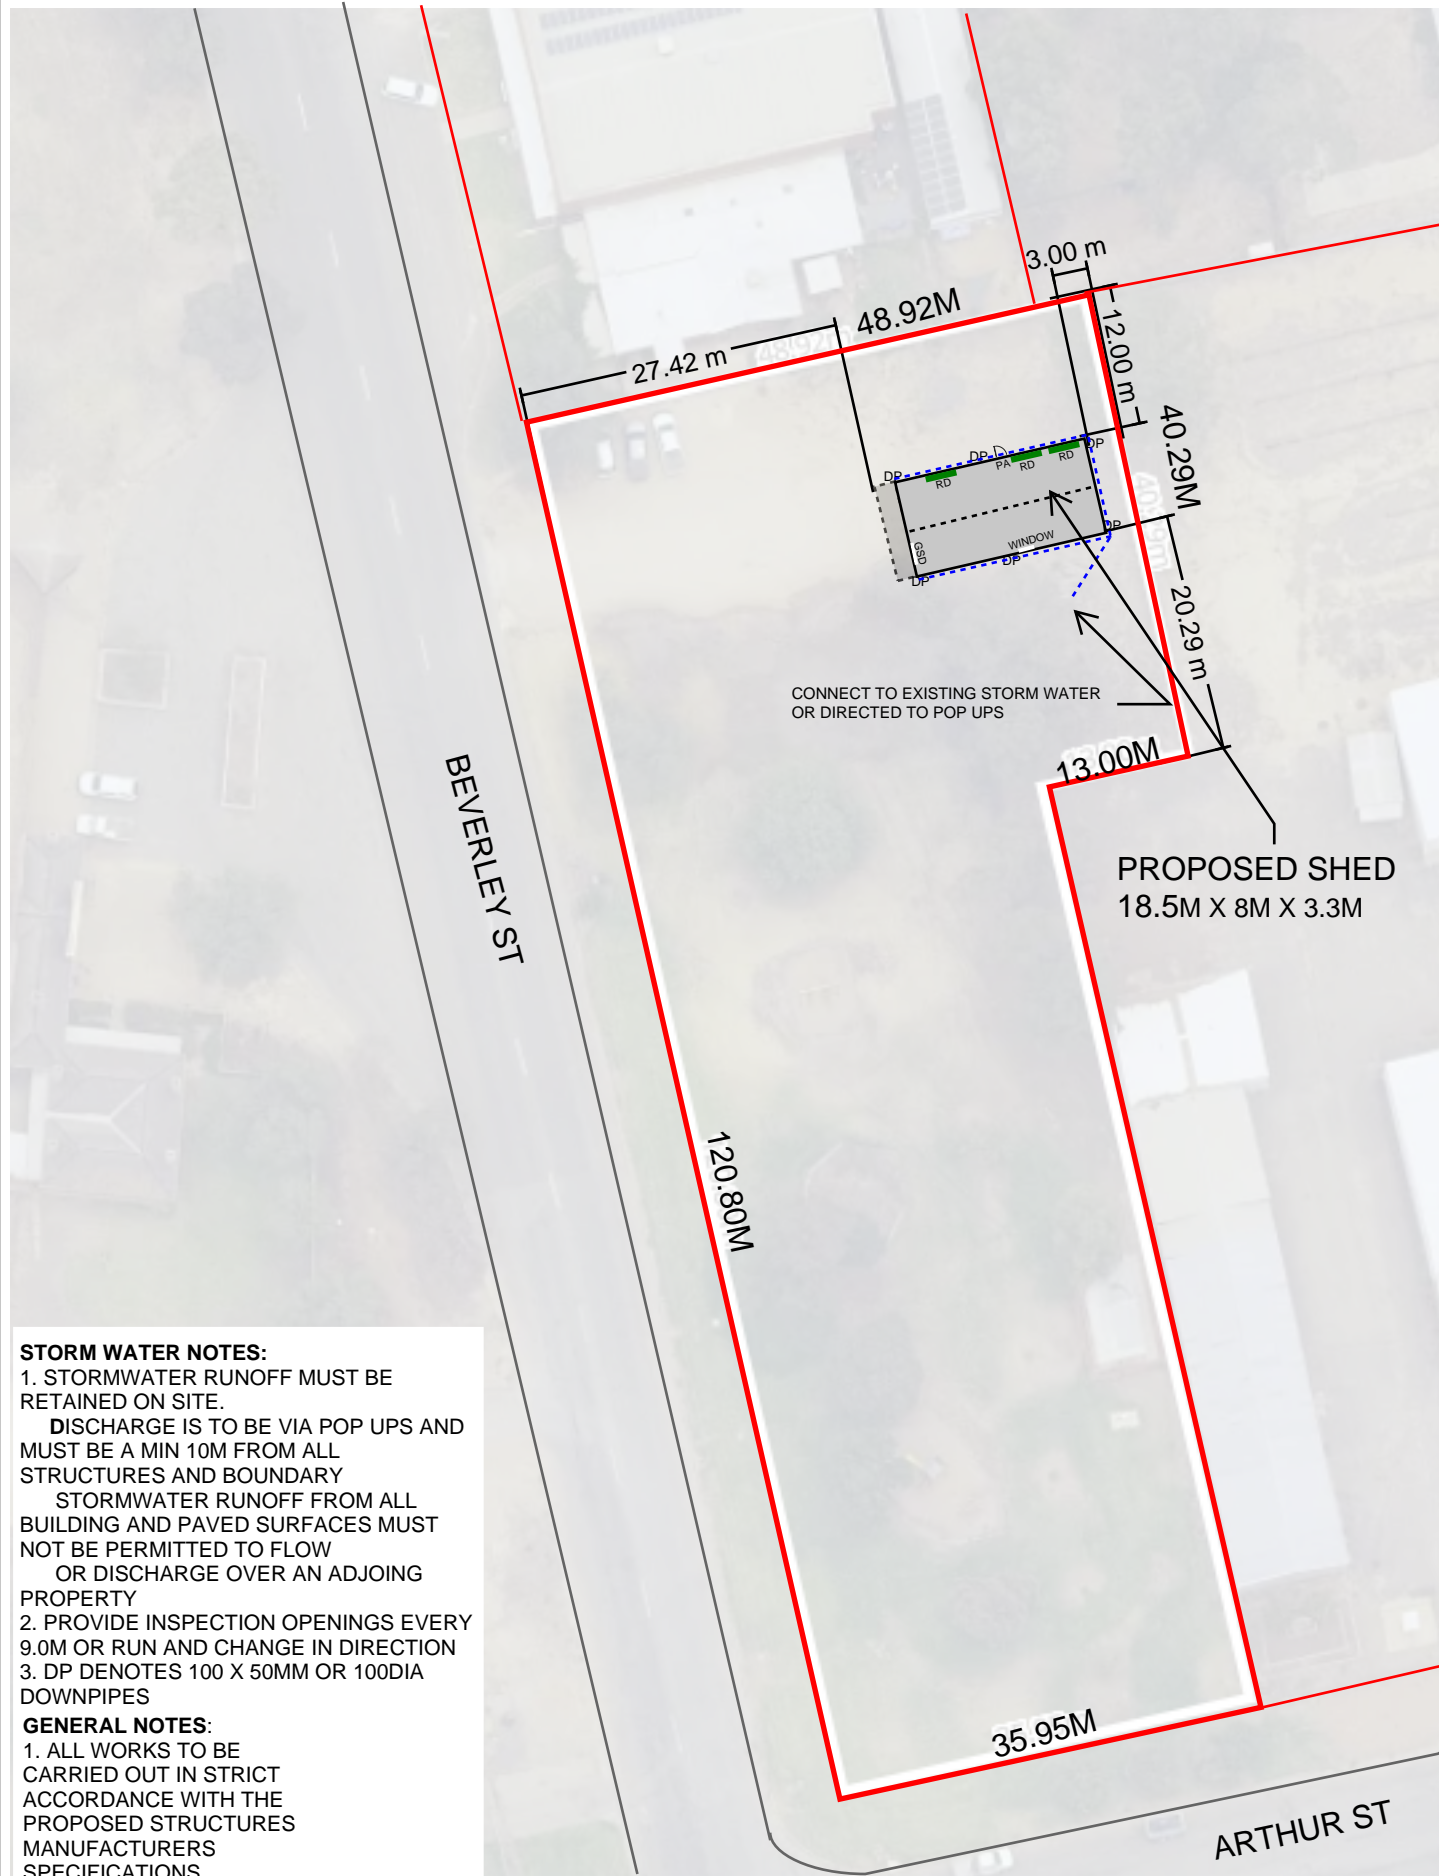 3.00 m
48.92M
48.92m
27.42 m
12.00 m
40.29M
DP
DP
DP
PA
RD
RD
RD
GSD
WINDOW
DP
DP
DP
20.29 m
CONNECT TO EXISTING STORM WATER
OR DIRECTED TO POP UPS
13.00M
BEVERLEY ST
PROPOSED SHED
18.5M X 8M X 3.3M
120.80M
35.95M
ARTHUR ST
STORM WATER NOTES:
1. STORMWATER RUNOFF MUST BE
RETAINED ON SITE.
DISCHARGE IS TO BE VIA POP UPS AND
MUST BE A MIN 10M FROM ALL
STRUCTURES AND BOUNDARY
STORMWATER RUNOFF FROM ALL
BUILDING AND PAVED SURFACES MUST
NOT BE PERMITTED TO FLOW
OR DISCHARGE OVER AN ADJOING
PROPERTY
2. PROVIDE INSPECTION OPENINGS EVERY
9.0M OR RUN AND CHANGE IN DIRECTION
3. DP DENOTES 100 X 50MM OR 100DIA
DOWNPIPES
GENERAL NOTES:
1. ALL WORKS TO BE
CARRIED OUT IN STRICT
ACCORDANCE WITH THE
PROPOSED STRUCTURES
MANUFACTURERS
SPECIFICATIONS